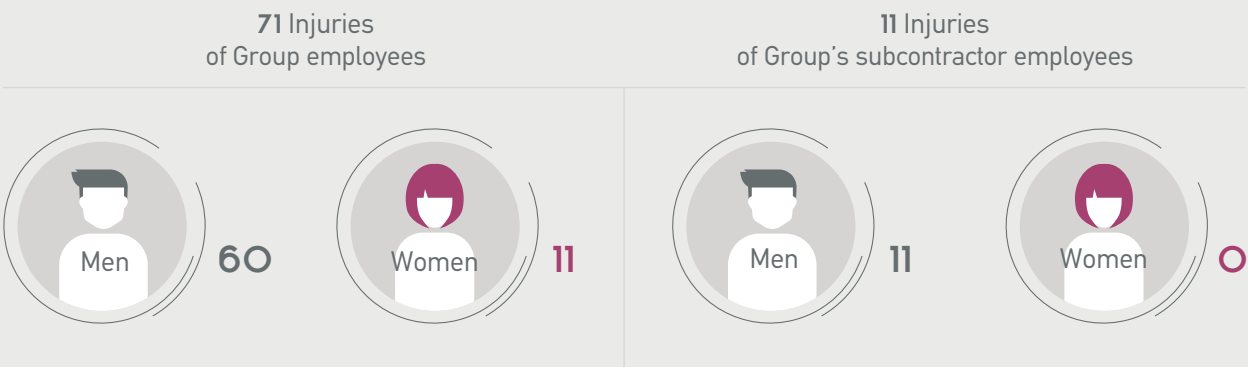 71 Injuries
of Group employees
11 Injuries
of Group's subcontractor employees
Men
60
Women
11
Men
11
Women
0